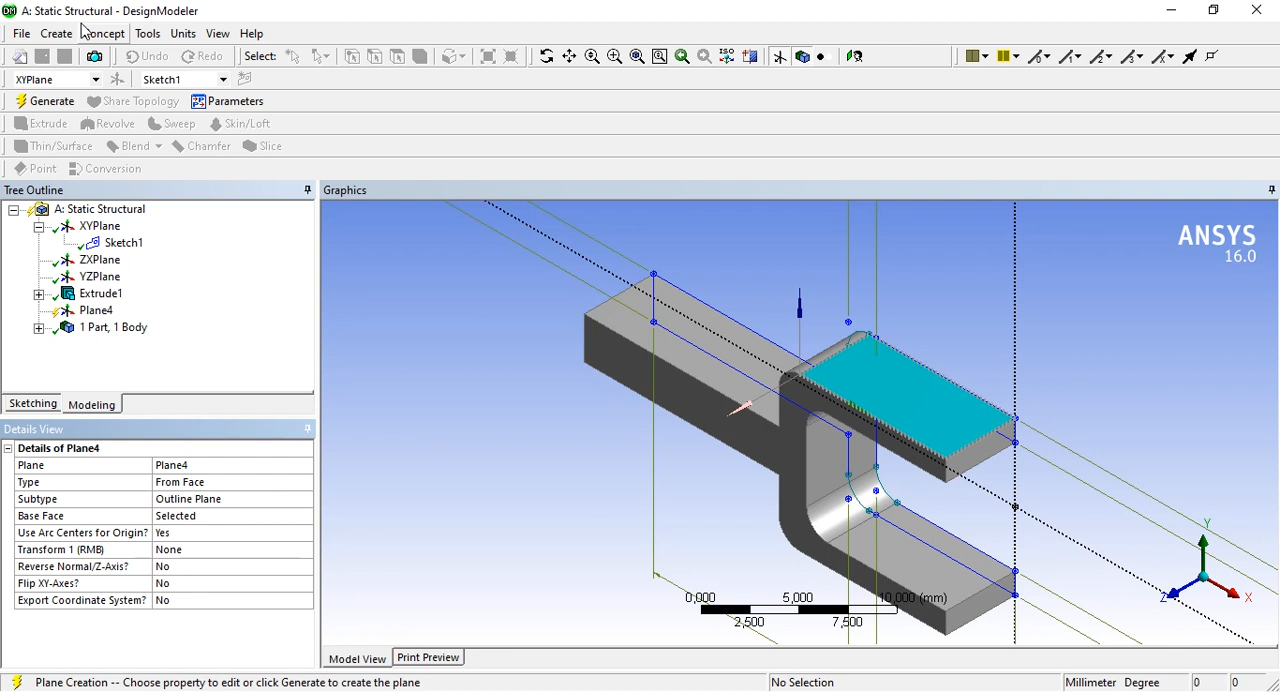 A: Static Structural - DesignModeler
File Create Concept Tools Units View Help
Undo Redo Select:
XYPlane Sketch1
Generate Share Topology Parameters
Extrude Revolve Sweep Skin/Loft
Thin/Surface Blend Chamfer Slice
Point Conversion
Tree Outline
A: Static Structural
XYPlane
Sketch1
ZXPlane
YZPlane
Extrude1
Plane4
1 Part, 1 Body
Sketching Modeling
Details View
Details of Plane4
Plane Plane4
Type From Face
Subtype Outline Plane
Base Face Selected
Use Arc Centers for Origin? Yes
Transform 1 (RMB) None
Reverse Normal/Z-Axis? No
Flip XY-Axes? No
Export Coordinate System? No
Graphics
ANSYS
16.0
0,000 5,000 10,000 (mm)
2,500 7,500
Y
Z X
Model View Print Preview
Plane Creation -- Choose property to edit or click Generate to create the plane No Selection Millimeter Degree 0 0